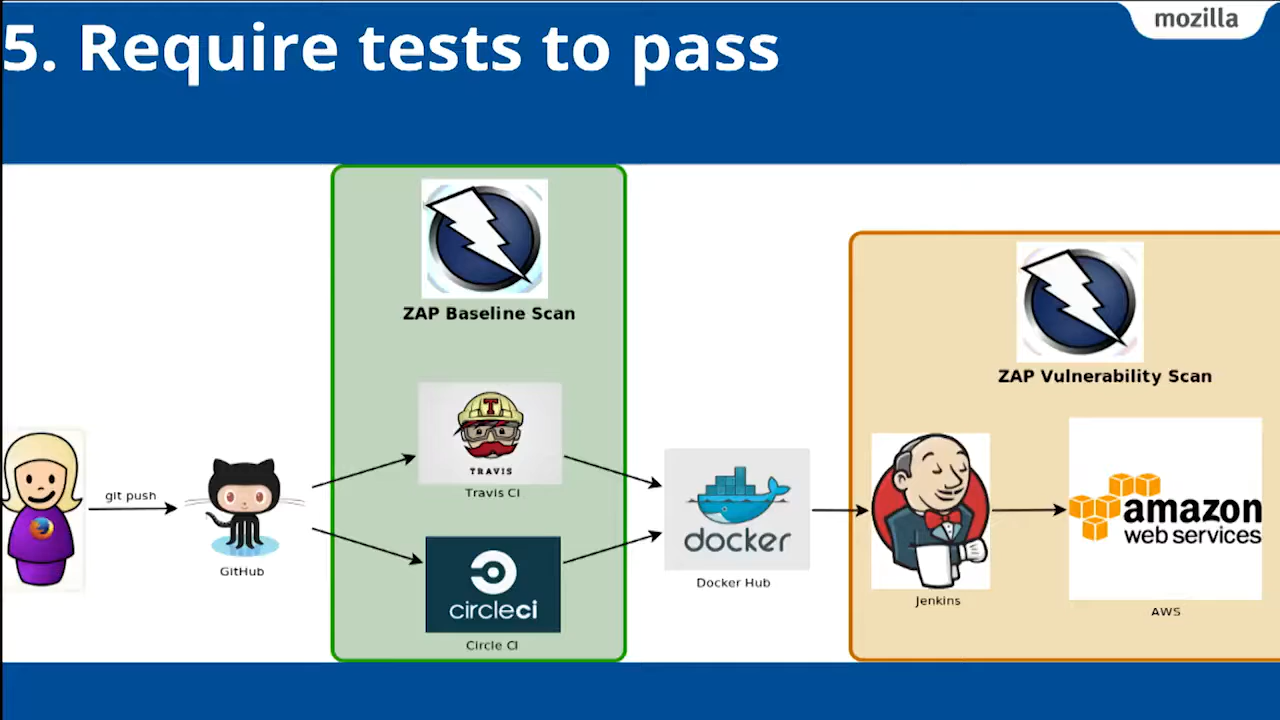 mozilla
5. Require tests to pass
ZAP Baseline Scan
ZAP Vulnerability Scan
git push
GitHub
T
TRAVIS
Travis CI
circleci
Circle CI
docker
Docker Hub
Jenkins
amazon
web services
AWS